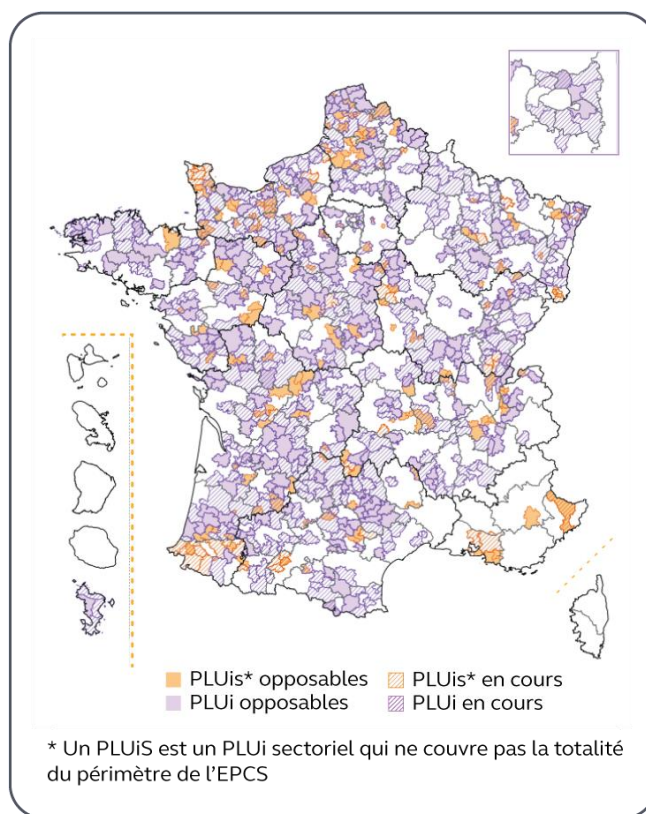 PLUis* opposables
PLUis* en cours
PLUi opposables
PLUi en cours
* Un PLUiS est un PLUi sectoriel qui ne couvre pas la totalité
du périmètre de l’EPCS